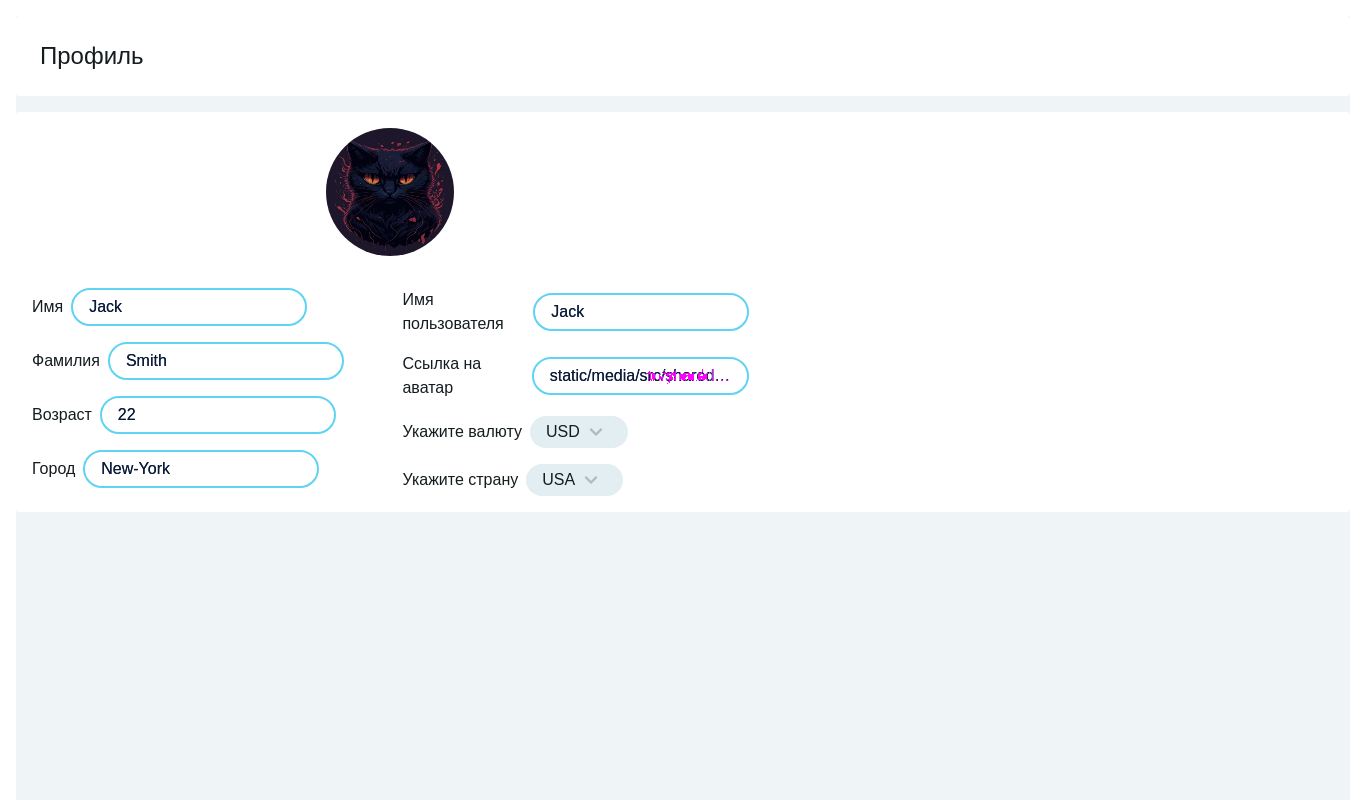 Профиль
Имя
Jack
Фамилия
Smith
Возраст
22
Город
New-York
Имя
пользователя
Jack
Ссылка на
аватар
static/media/src/shared…
Укажите валюту
USD
Укажите страну
USA